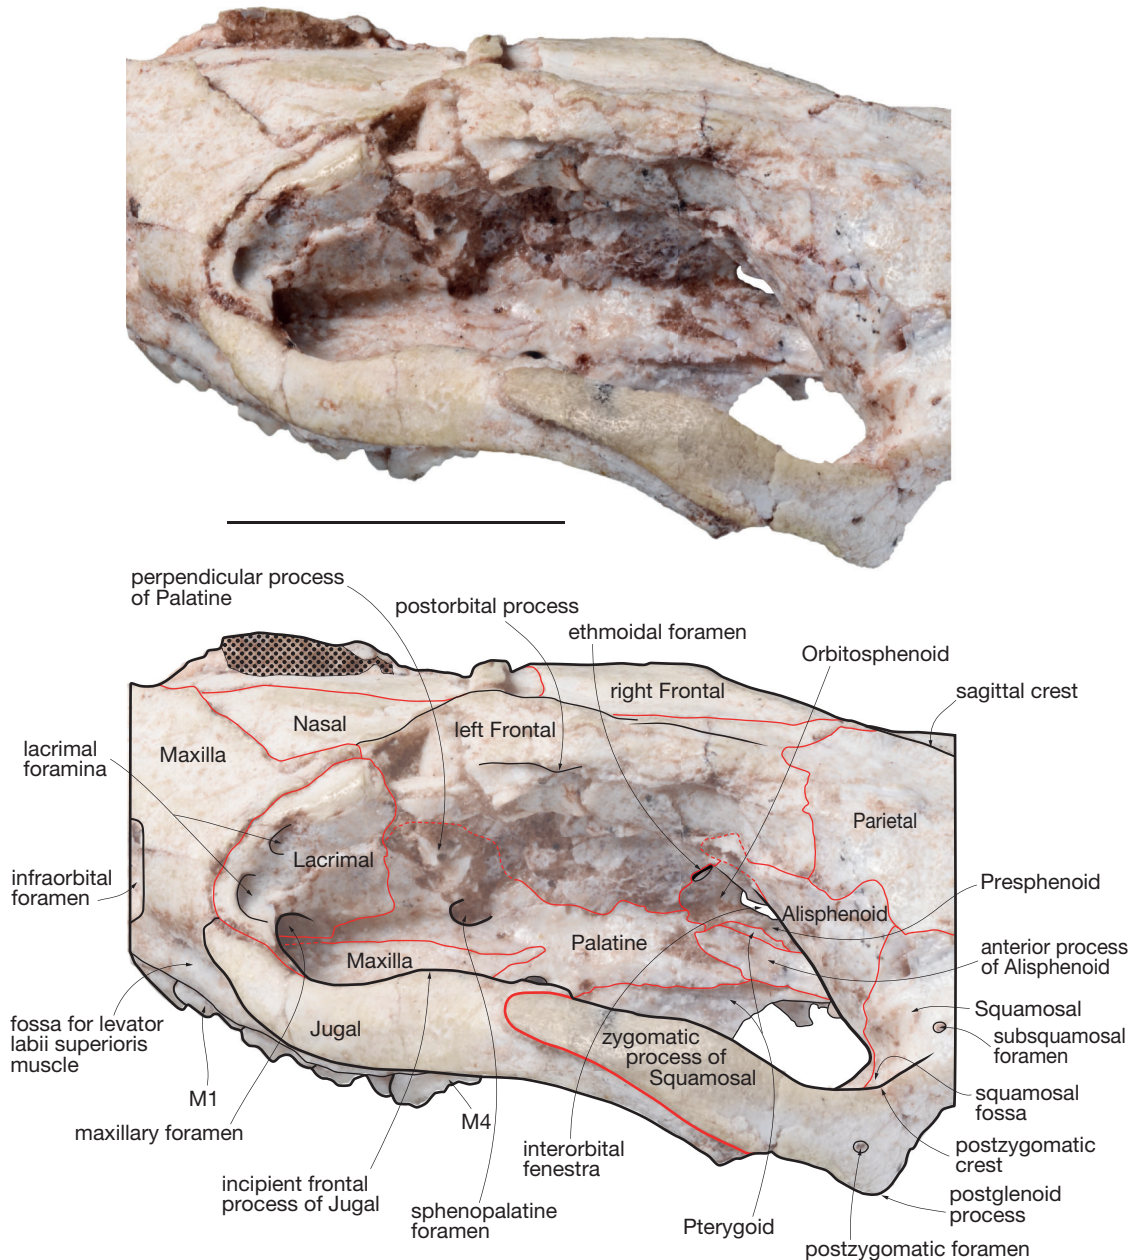 perpendicular process
of Palatine
postorbital process
ethmoidal foramen
Orbitosphenoid
right Frontal
sagittal crest
Nasal
left Frontal
Maxilla
lacrimal
foramina
Parietal
Lacrimal
infraorbital
foramen
Presphenoid
Alisphenoid
Palatine
anterior process
of Alisphenoid
Maxilla
Squamosal
fossa for levator
labii superioris
muscle
Jugal
zygomatic
process of
Squamosal
subsquamosal
foramen
M1
squamosal
fossa
maxillary foramen
M4
interorbital
fenestra
postzygomatic
crest
incipient frontal
process of Jugal
sphenopalatine
foramen
Pterygoid
postglenoid
process
postzygomatic foramen